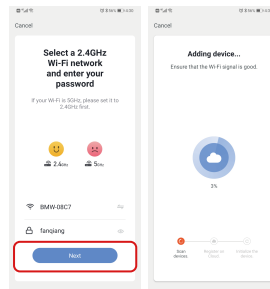 Cancel
Select a 2.4GHz
Wi-Fi network
and enter your
password
If your Wi-Fi is 5GHz, please set it to
2.4GHz first.
2.4GHz
5GHz
BMW-08C7
fanqiang
Next
Cancel
Adding device...
Ensure that the Wi-Fi signal is good.
3%
Scan
devices.
Register on
Cloud.
Initialize the
device.